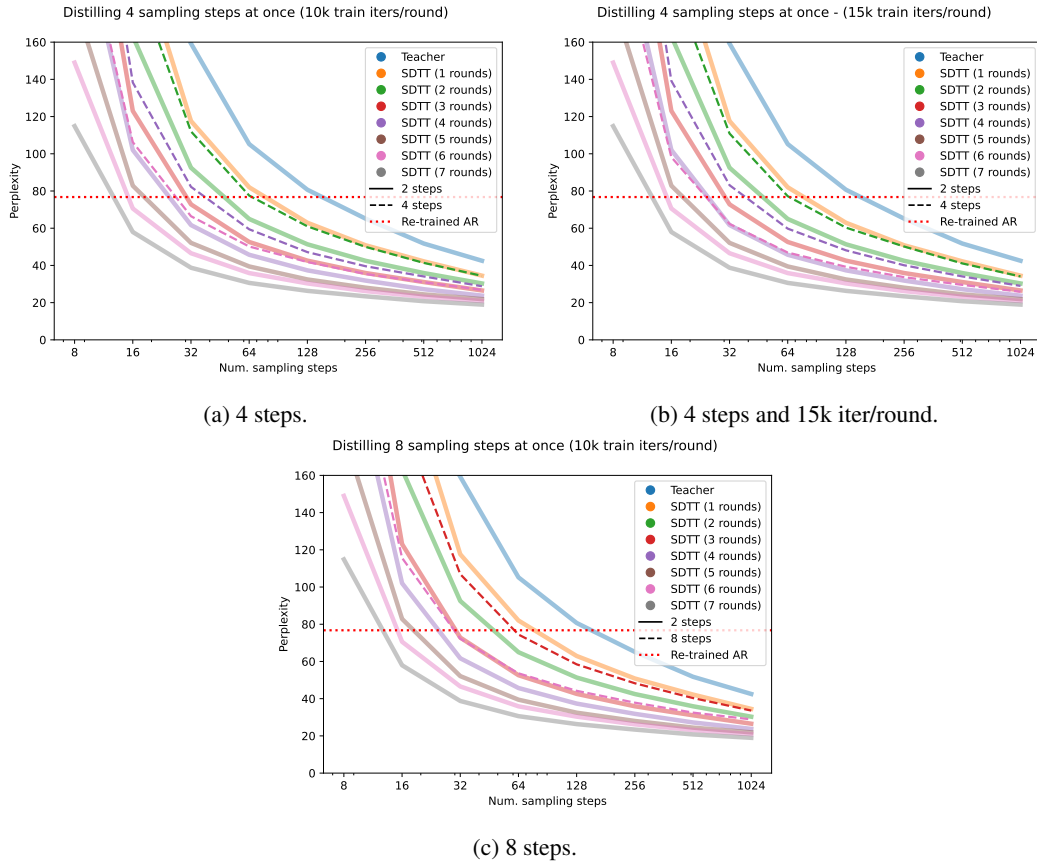 Distilling 4 sampling steps at once (10k train iters/round)
160
140
120
100
80
60
40
20
0
Perplexity
8 16 32 64 128 256 512 1024
Num. sampling steps
Teacher
SDTT (1 rounds)
SDTT (2 rounds)
SDTT (3 rounds)
SDTT (4 rounds)
SDTT (5 rounds)
SDTT (6 rounds)
SDTT (7 rounds)
2 steps
4 steps
Re-trained AR
(a) 4 steps.
Distilling 4 sampling steps at once - (15k train iters/round)
160
140
120
100
80
60
40
20
0
Perplexity
8 16 32 64 128 256 512 1024
Num. sampling steps
Teacher
SDTT (1 rounds)
SDTT (2 rounds)
SDTT (3 rounds)
SDTT (4 rounds)
SDTT (5 rounds)
SDTT (6 rounds)
SDTT (7 rounds)
2 steps
4 steps
Re-trained AR
(b) 4 steps and 15k iter/round.
Distilling 8 sampling steps at once (10k train iters/round)
160
140
120
100
80
60
40
20
0
Perplexity
8 16 32 64 128 256 512 1024
Num. sampling steps
Teacher
SDTT (1 rounds)
SDTT (2 rounds)
SDTT (3 rounds)
SDTT (4 rounds)
SDTT (5 rounds)
SDTT (6 rounds)
SDTT (7 rounds)
2 steps
8 steps
Re-trained AR
(c) 8 steps.